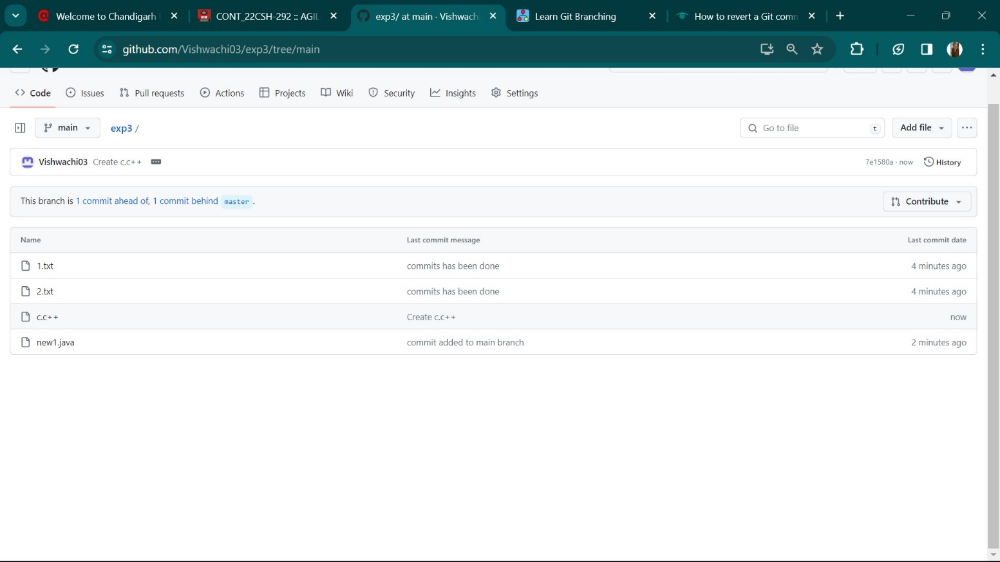 Welcome to Chandigarh
CONT_22CSH-292 :: AGIL
exp3/ at main · Vishwachi
Learn Git Branching
How to revert a Git comm
github.com/Vishwachi03/exp3/tree/main
<> Code
Issues
Pull requests
Actions
Projects
Wiki
Security
Insights
Settings
main
exp3 /
Go to file
t
Add file
Vishwachi03 Create c.c++
7e1580a · now
History
This branch is 1 commit ahead of, 1 commit behind master .
Contribute
Name Last commit message Last commit date
1.txt commits has been done 4 minutes ago
2.txt commits has been done 4 minutes ago
c.c++ Create c.c++ now
new1.java commit added to main branch 2 minutes ago